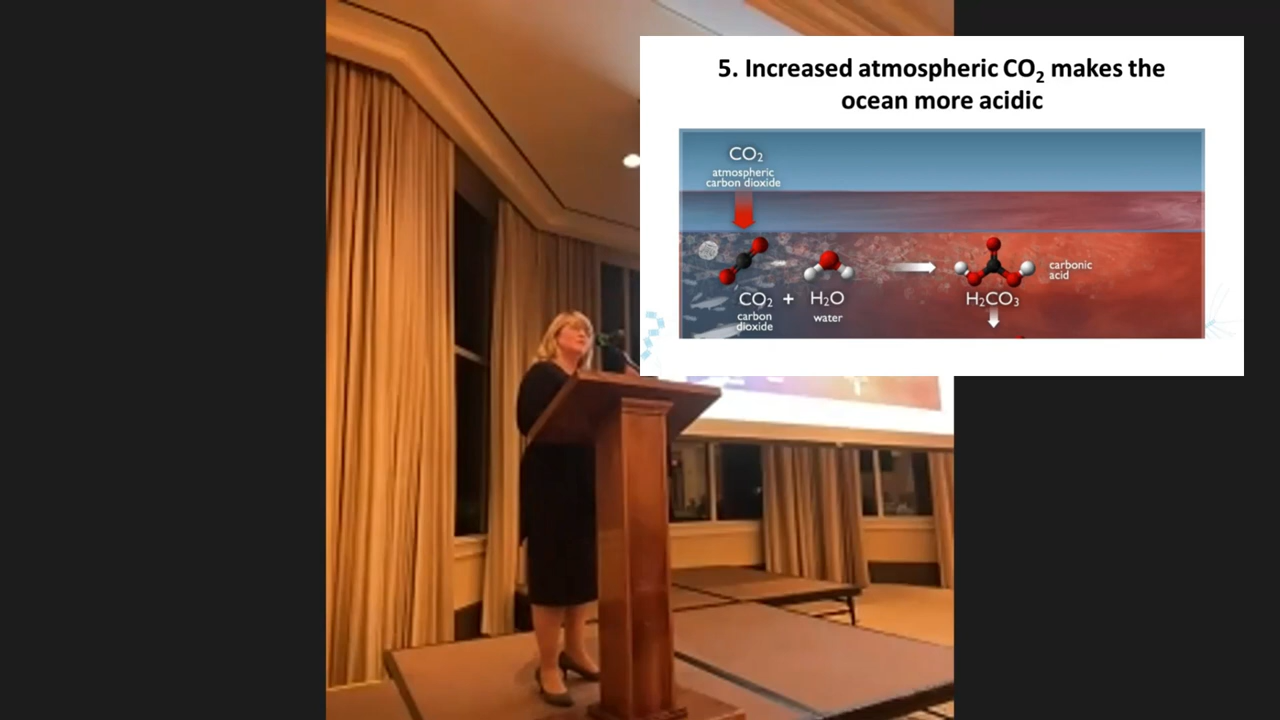 5. Increased atmospheric CO₂ makes the
ocean more acidic
CO₂
atmospheric
carbon dioxide
CO₂ + H₂O
carbon
dioxide
water
H₂CO₃
carbonic
acid